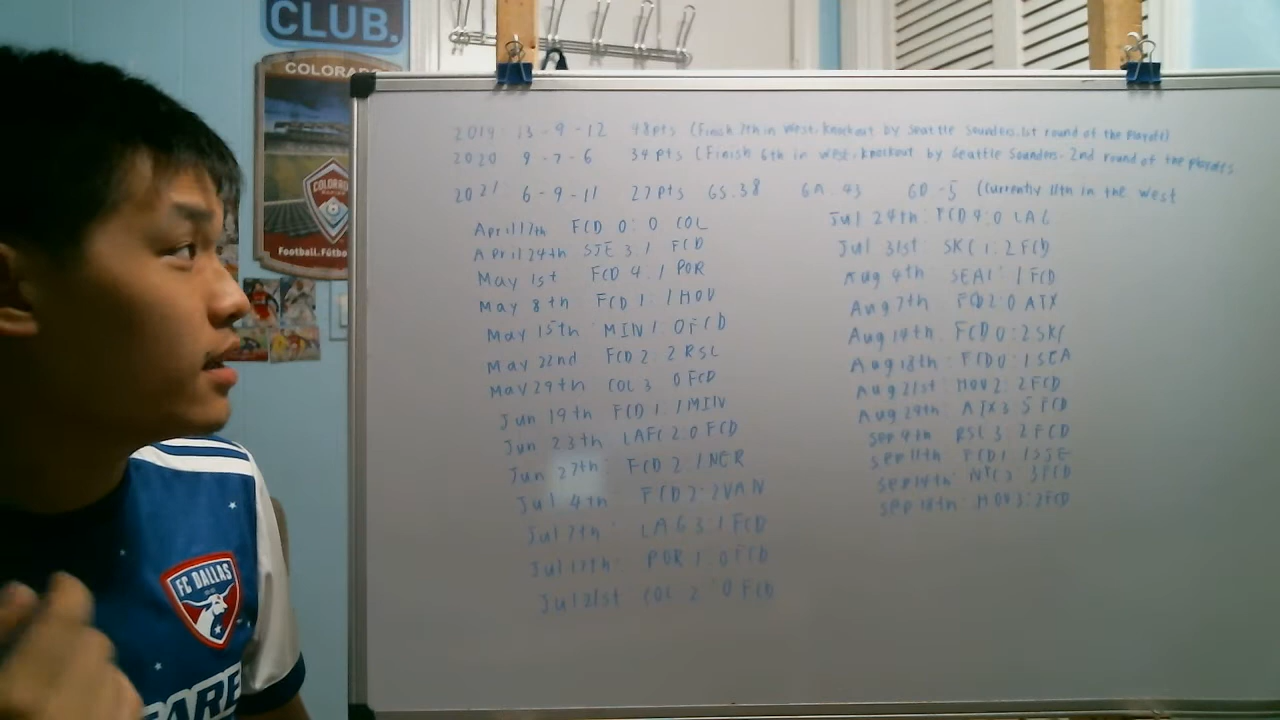 CLUB.
COLORA
COLORAD
Football.Fútbo
FC DALLAS
CARE
2019: 13-9-12 48pts (Finish 7th in West. Knockout by Seattle Sounders. 1st round of the playoffs)
2020 9-7-6 34pts (Finish 6th in West. Knockout by Seattle Sounders. 2nd round of the playoffs
2021 6-9-11 27pts GS.38 GA.43 GD-5 (Currently 11th in the West
April 17th FCD 0:0 COL
April 24th SJE 3 1 FCD
May 1st FCD 4:1 POR
May 8th FCD 1:1 HOU
May 15th MIN 1:0 FCD
May 22nd FCD 2:2 RSL
May 29th COL 3 0 FCD
Jun 19th FCD 1:1 MIN
Jun 23th LAFC 2:0 FCD
Jun 27th FCD 2:1 NER
Jul 4th FCD 2:2 VAN
Jul 7th LAG 3:1 FCD
Jul 17th POR 1:0 FCD
Jul 21st COL 2:0 FCD
Jul 24th: FCD 4:0 LAG
Jul 31st: SKC 1:2 FCD
Aug 4th SEA 1:1 FCD
Aug 7th FCD 2:0 ATX
Aug 14th FCD 0:2 SKC
Aug 18th: FCD 0:1 SEA
Aug 21st: HOU 2:2 FCD
Aug 29th ATX 3 5 FCD
Sep 4th RSL 3:2 FCD
Sep 11th FCD 1 1 SJE
Sep 14th 3 FCD
Sep 18th HOU 3:2 FCD